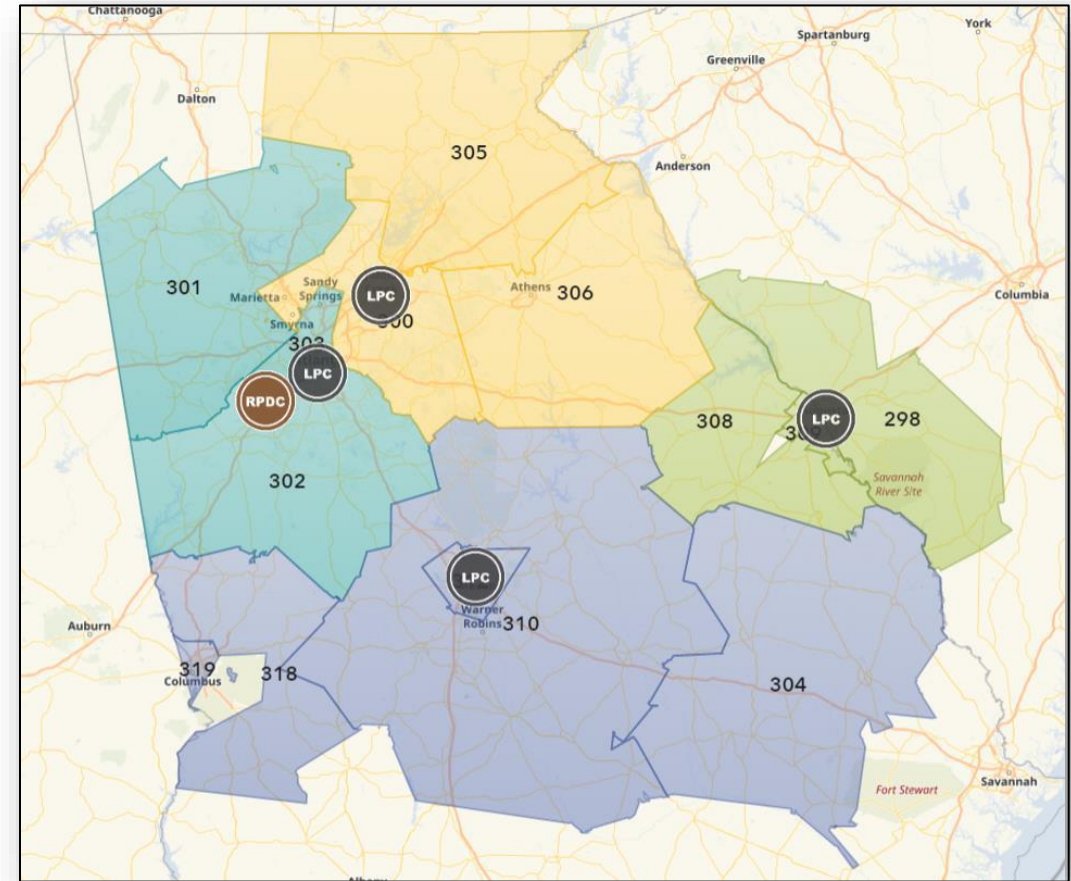 Chattanooga
York
Spartanburg
Greenville
Dalton
305
Anderson
301
Sandy
Springs
Marietta
LPC
Athens
306
Columbia
Smyrna
LPC
RPDC
308
LPC
298
302
Savannah
River Site
LPC
Warner
Robins
310
Auburn
319
Columbus
318
304
Fort Stewart
Savannah